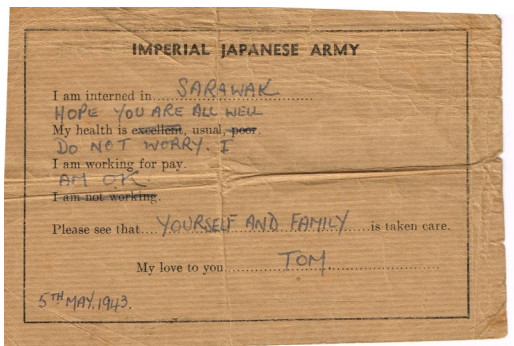 IMPERIAL JAPANESE ARMY
I am interned in SARAWAK
HOPE YOU ARE ALL WELL
My health is excellent, usual, poor.
DO NOT WORRY. I
I am working for pay.
AM OK.
I am not working.
Please see that YOURSELF AND FAMILY is taken care.
My love to you TOM
5TH MAY. 1943.